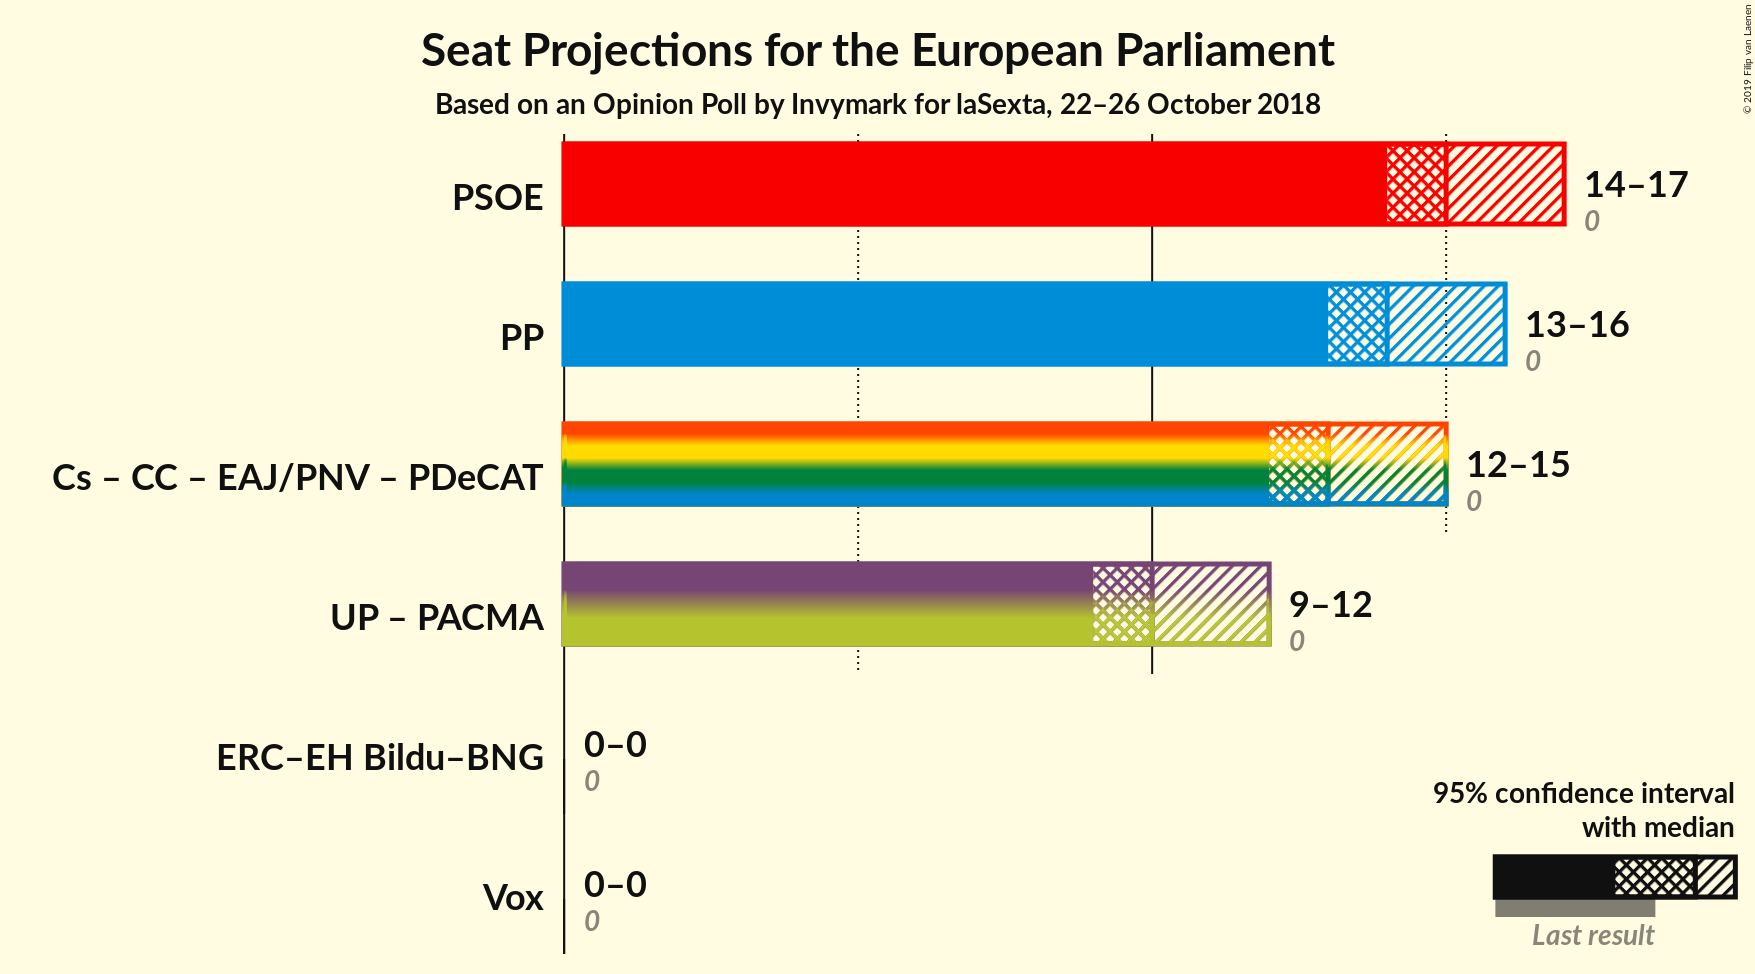 Seat Projections for the European Parliament
Based on an Opinion Poll by Invymark for laSexta, 22–26 October 2018
© 2019 Filip van Laenen
PSOE
14–17
0
PP
13–16
0
Cs – CC – EAJ/PNV – PDeCAT
12–15
0
UP – PACMA
9–12
0
ERC–EH Bildu–BNG
0–0
0
Vox
0–0
0
95% confidence interval
with median
Last result